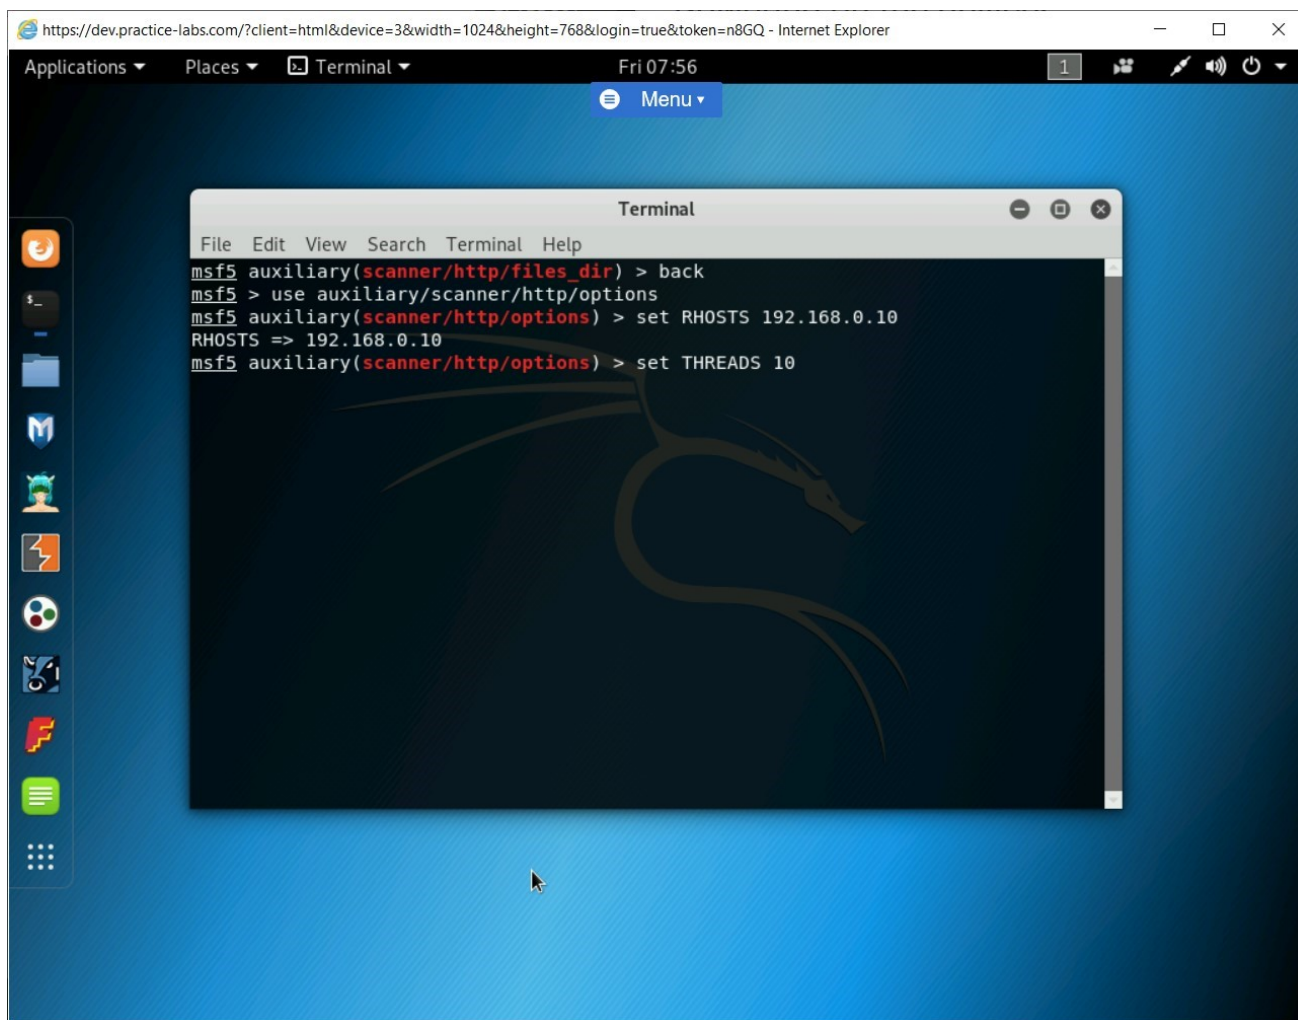 https://dev.practice-labs.com/?client=html&device=3&width=1024&height=768&login=true&token=n8GQ - Internet Explorer
Applications Places Terminal Fri 07:56 1
Menu
Terminal
File Edit View Search Terminal Help
msf5 auxiliary(scanner/http/files_dir) > back
msf5 > use auxiliary/scanner/http/options
msf5 auxiliary(scanner/http/options) > set RHOSTS 192.168.0.10
RHOSTS => 192.168.0.10
msf5 auxiliary(scanner/http/options) > set THREADS 10
$_